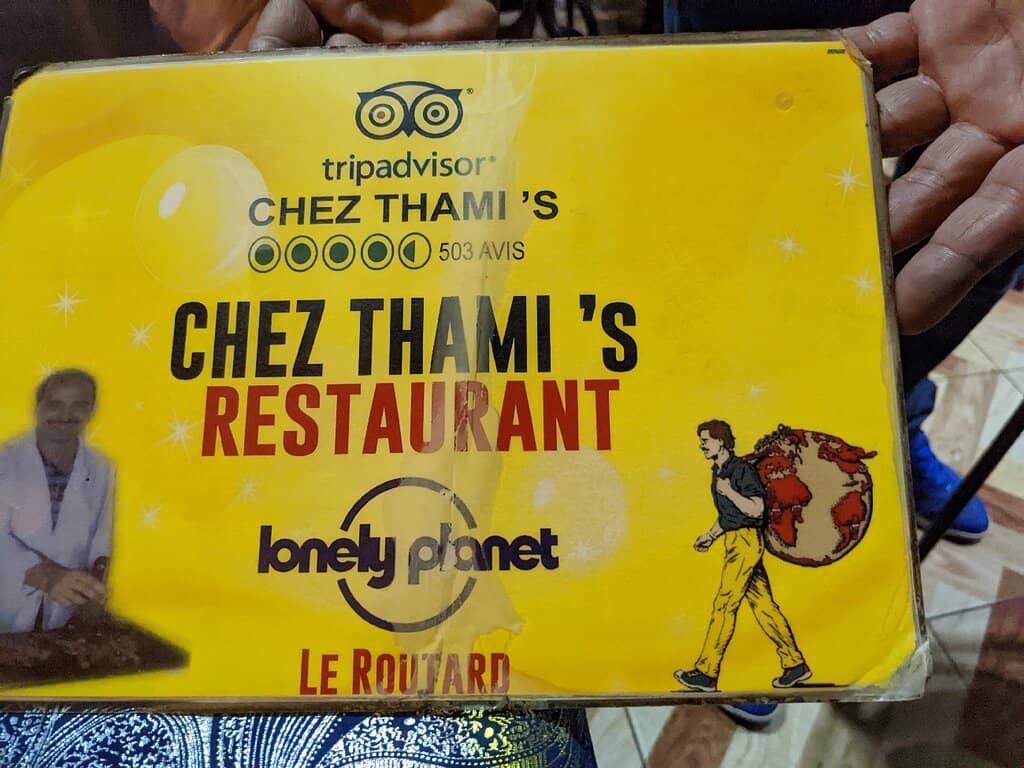 tripadvisor®
CHEZ THAMI 'S
503 AVIS
CHEZ THAMI 'S
RESTAURANT
lonely planet
LE ROUTARD